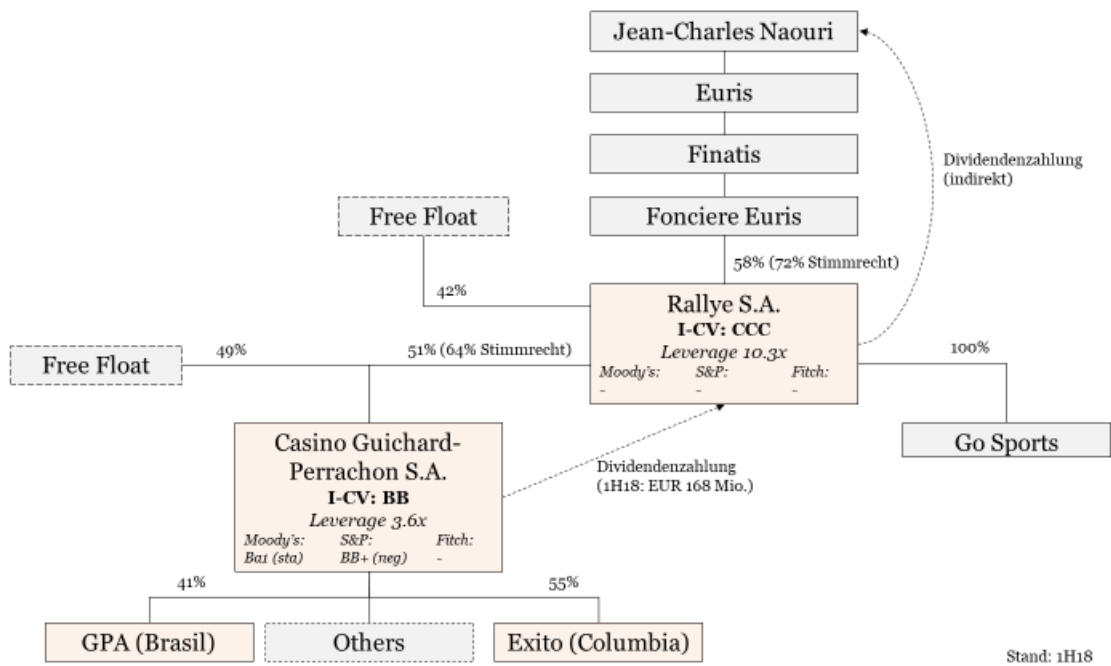 Jean-Charles Naouri
Euris
Finatis
Dividendenzahlung
(indirekt)
Free Float
Fonciere Euris
58% (72% Stimmrecht)
42%
Rallye S.A.
I-CV: CCC
Leverage 10.3x
Moody's: S&P: Fitch:
- - -
49%
51% (64% Stimmrecht)
100%
Free Float
Casino Guichard-
Perrachon S.A.
I-CV: BB
Leverage 3.6x
Moody's: S&P: Fitch:
Ba1 (sta) BB+ (neg) -
Go Sports
Dividendenzahlung
(1H18: EUR 168 Mio.)
41%
55%
GPA (Brasil)
Others
Exito (Columbia)
Stand: 1H18